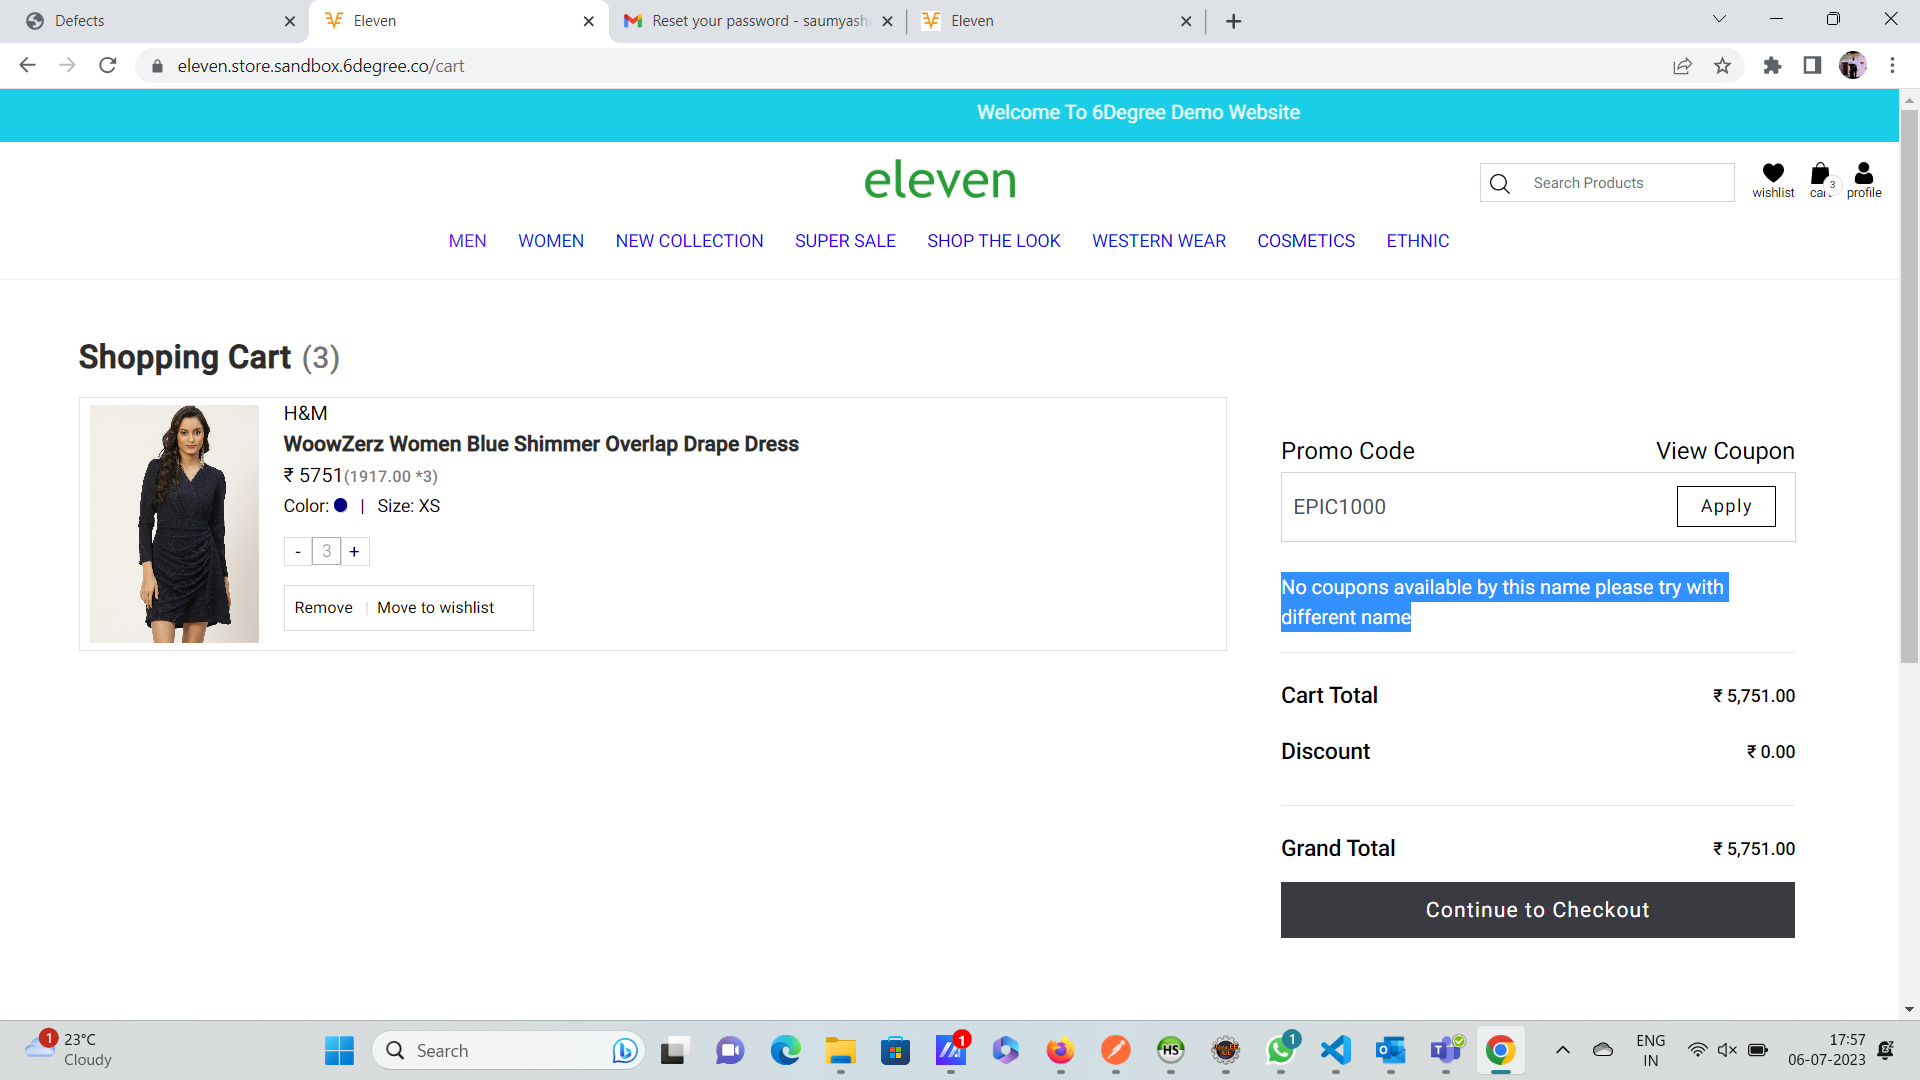 Defects
Eleven
Reset your password - saumyash
Eleven
eleven.store.sandbox.6degree.co/cart
Welcome To 6Degree Demo Website
eleven
Search Products
wishlist
cart
3
profile
MEN WOMEN NEW COLLECTION SUPER SALE SHOP THE LOOK WESTERN WEAR COSMETICS ETHNIC
Shopping Cart (3)
H&M
WoowZerz Women Blue Shimmer Overlap Drape Dress
₹ 5751(1917.00 *3)
Color: | Size: XS
- 3 +
Remove | Move to wishlist
Promo Code View Coupon
EPIC1000 Apply
No coupons available by this name please try with
different name
Cart Total ₹ 5,751.00
Discount ₹ 0.00
Grand Total ₹ 5,751.00
Continue to Checkout
1
23°C
Cloudy
Search
1
HS
1
ENG
IN
17:57
06-07-2023